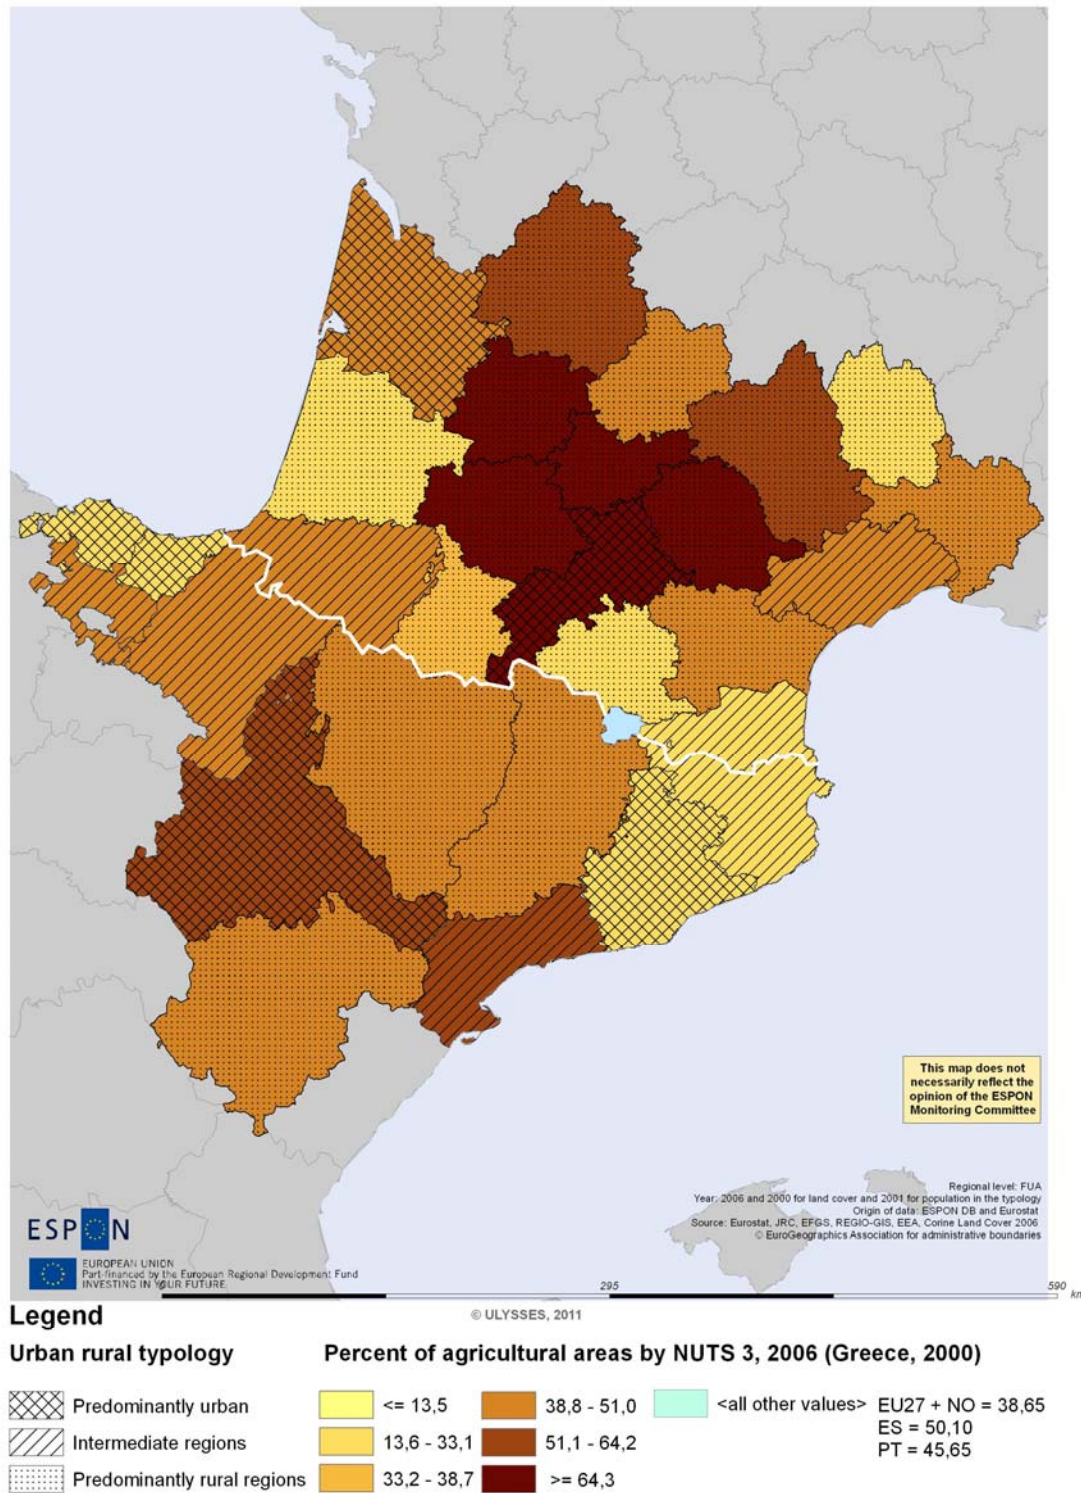 This map does not
necessarily reflect the
opinion of the ESPON
Monitoring Committee
Regional level: FUA
Year: 2006 and 2000 for land cover and 2001 for population in the typology
Origin of data: ESPON DB and Eurostat
Source: Eurostat, JRC, EFGS, REGIO-GIS, EEA, Corine Land Cover 2006
© EuroGeographics Association for administrative boundaries
ESPON
EUROPEAN UNION
Part-financed by the European Regional Development Fund
INVESTING IN YOUR FUTURE
295
590
km
© ULYSSES, 2011
Legend
Urban rural typology
Predominantly urban
Intermediate regions
Predominantly rural regions
Percent of agricultural areas by NUTS 3, 2006 (Greece, 2000)
<= 13,5
13,6 - 33,1
33,2 - 38,7
38,8 - 51,0
51,1 - 64,2
>= 64,3
<all other values>
EU27 + NO = 38,65
ES = 50,10
PT = 45,65